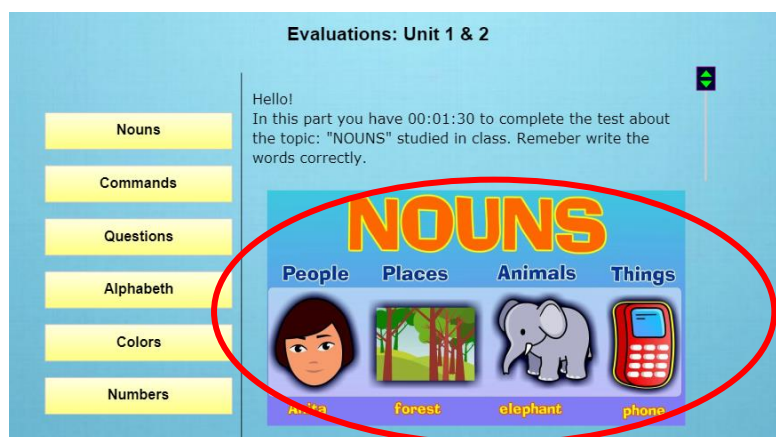 Evaluations: Unit 1 & 2
Nouns
Commands
Questions
Alphabeth
Colors
Numbers
Hello!
In this part you have 00:01:30 to complete the test about
the topic: "NOUNS" studied in class. Remeber write the
words correctly.
NOUNS
People Places Animals Things
Anita forest elephant phone